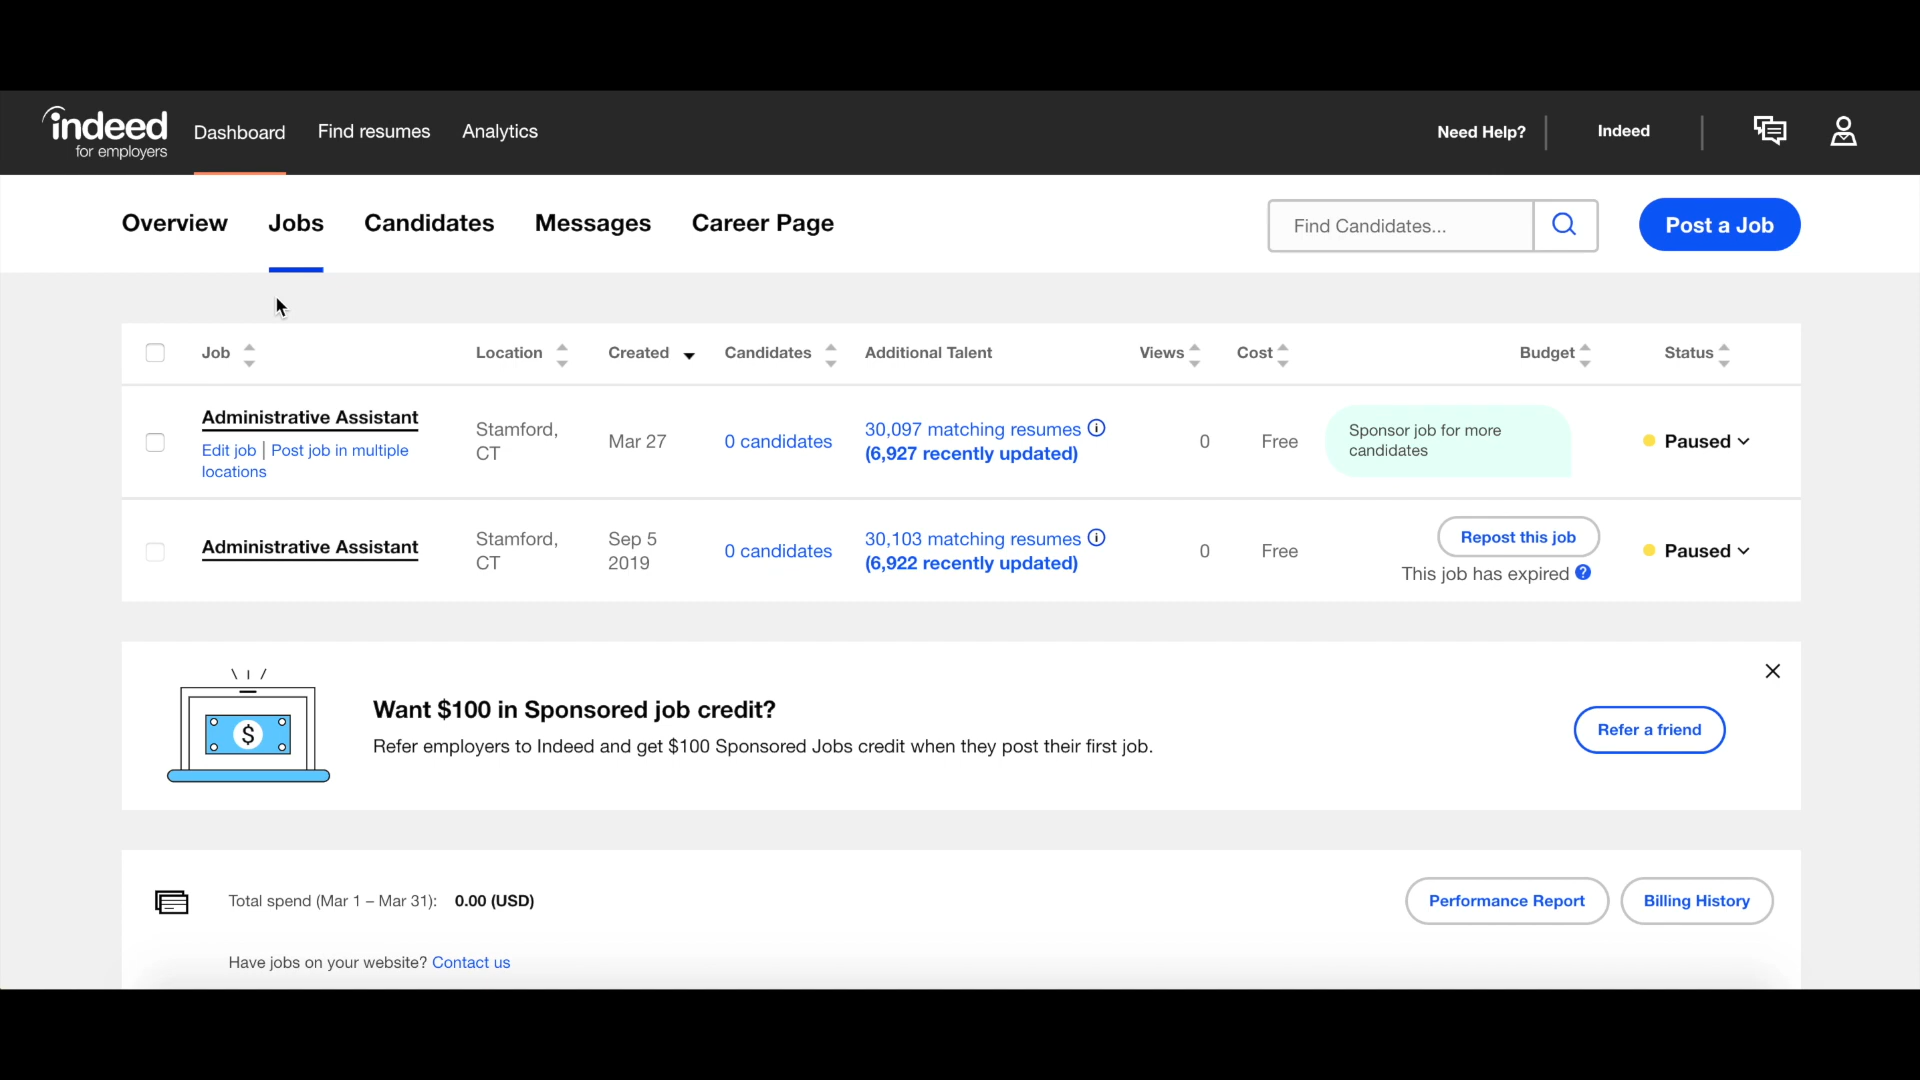 indeed
for employers
Dashboard
Find resumes
Analytics
Need Help?
Indeed
Overview
Jobs
Candidates
Messages
Career Page
Find Candidates...
Post a Job
Job
Location
Created
Candidates
Additional Talent
Views
Cost
Budget
Status
Administrative Assistant
Edit job | Post job in multiple
locations
Stamford,
CT
Mar 27
0 candidates
30,097 matching resumes
(6,927 recently updated)
0
Free
Sponsor job for more
candidates
Paused
Administrative Assistant
Stamford,
CT
Sep 5
2019
0 candidates
30,103 matching resumes
(6,922 recently updated)
0
Free
Repost this job
This job has expired ?
Paused
$
Want $100 in Sponsored job credit?
Refer employers to Indeed and get $100 Sponsored Jobs credit when they post their first job.
Refer a friend
Total spend (Mar 1 – Mar 31): 0.00 (USD)
Performance Report
Billing History
Have jobs on your website? Contact us